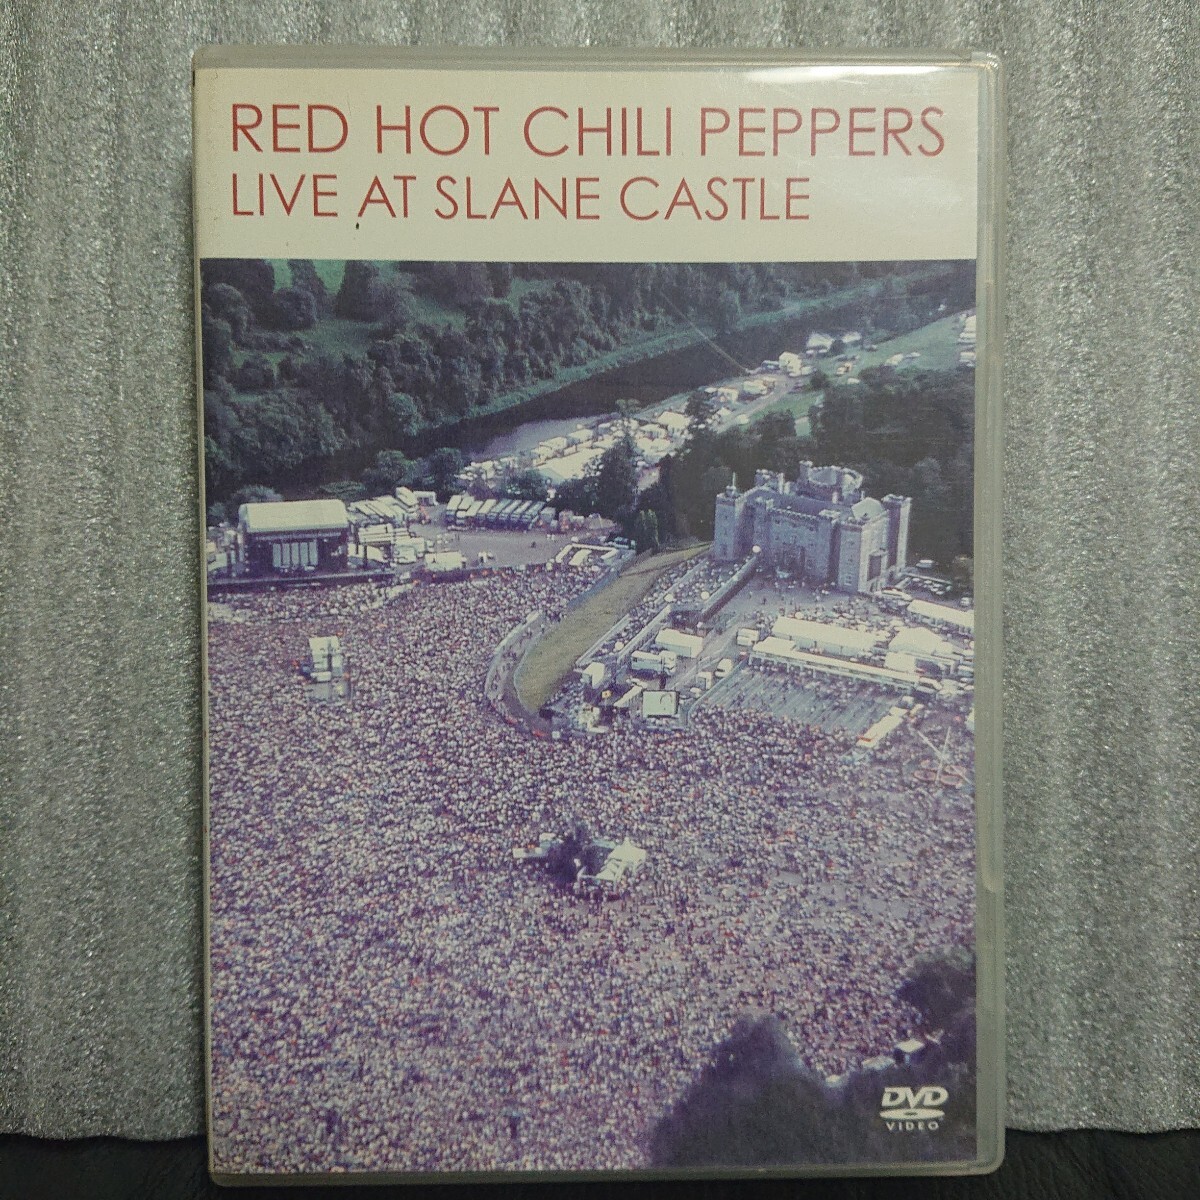 RED HOT CHILI PEPPERS
LIVE AT SLANE CASTLE
DVD
VIDEO